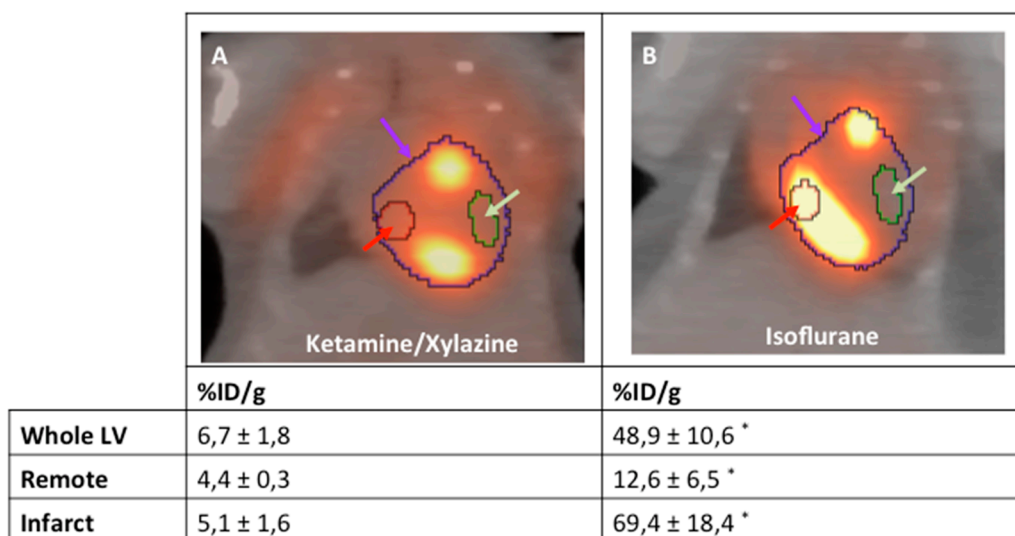 A
B
Ketamine/Xylazine
Isoflurane
%ID/g %ID/g
Whole LV 6,7 ± 1,8 48,9 ± 10,6 *
Remote 4,4 ± 0,3 12,6 ± 6,5 *
Infarct 5,1 ± 1,6 69,4 ± 18,4 *